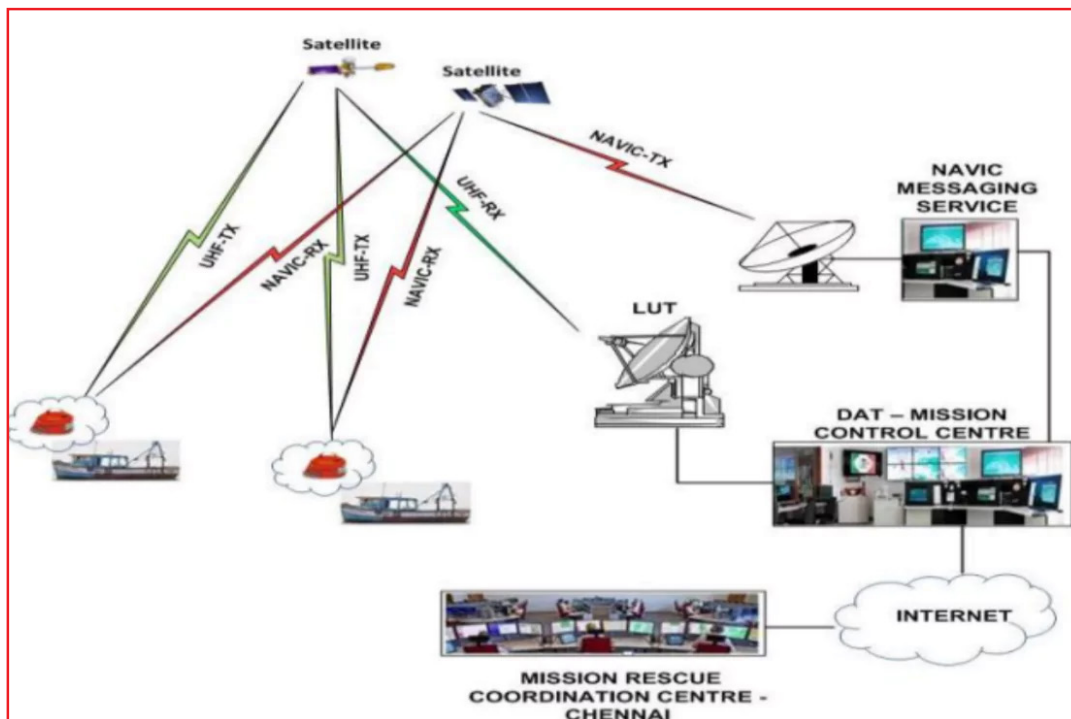 Satellite
Satellite
NAVIC-TX
UHF-RX
UHF-TX
NAVIC-RX
UHF-TX
NAVIC-RX
NAVIC
MESSAGING
SERVICE
LUT
DAT – MISSION
CONTROL CENTRE
INTERNET
MISSION RESCUE
COORDINATION CENTRE -
CHENNAI